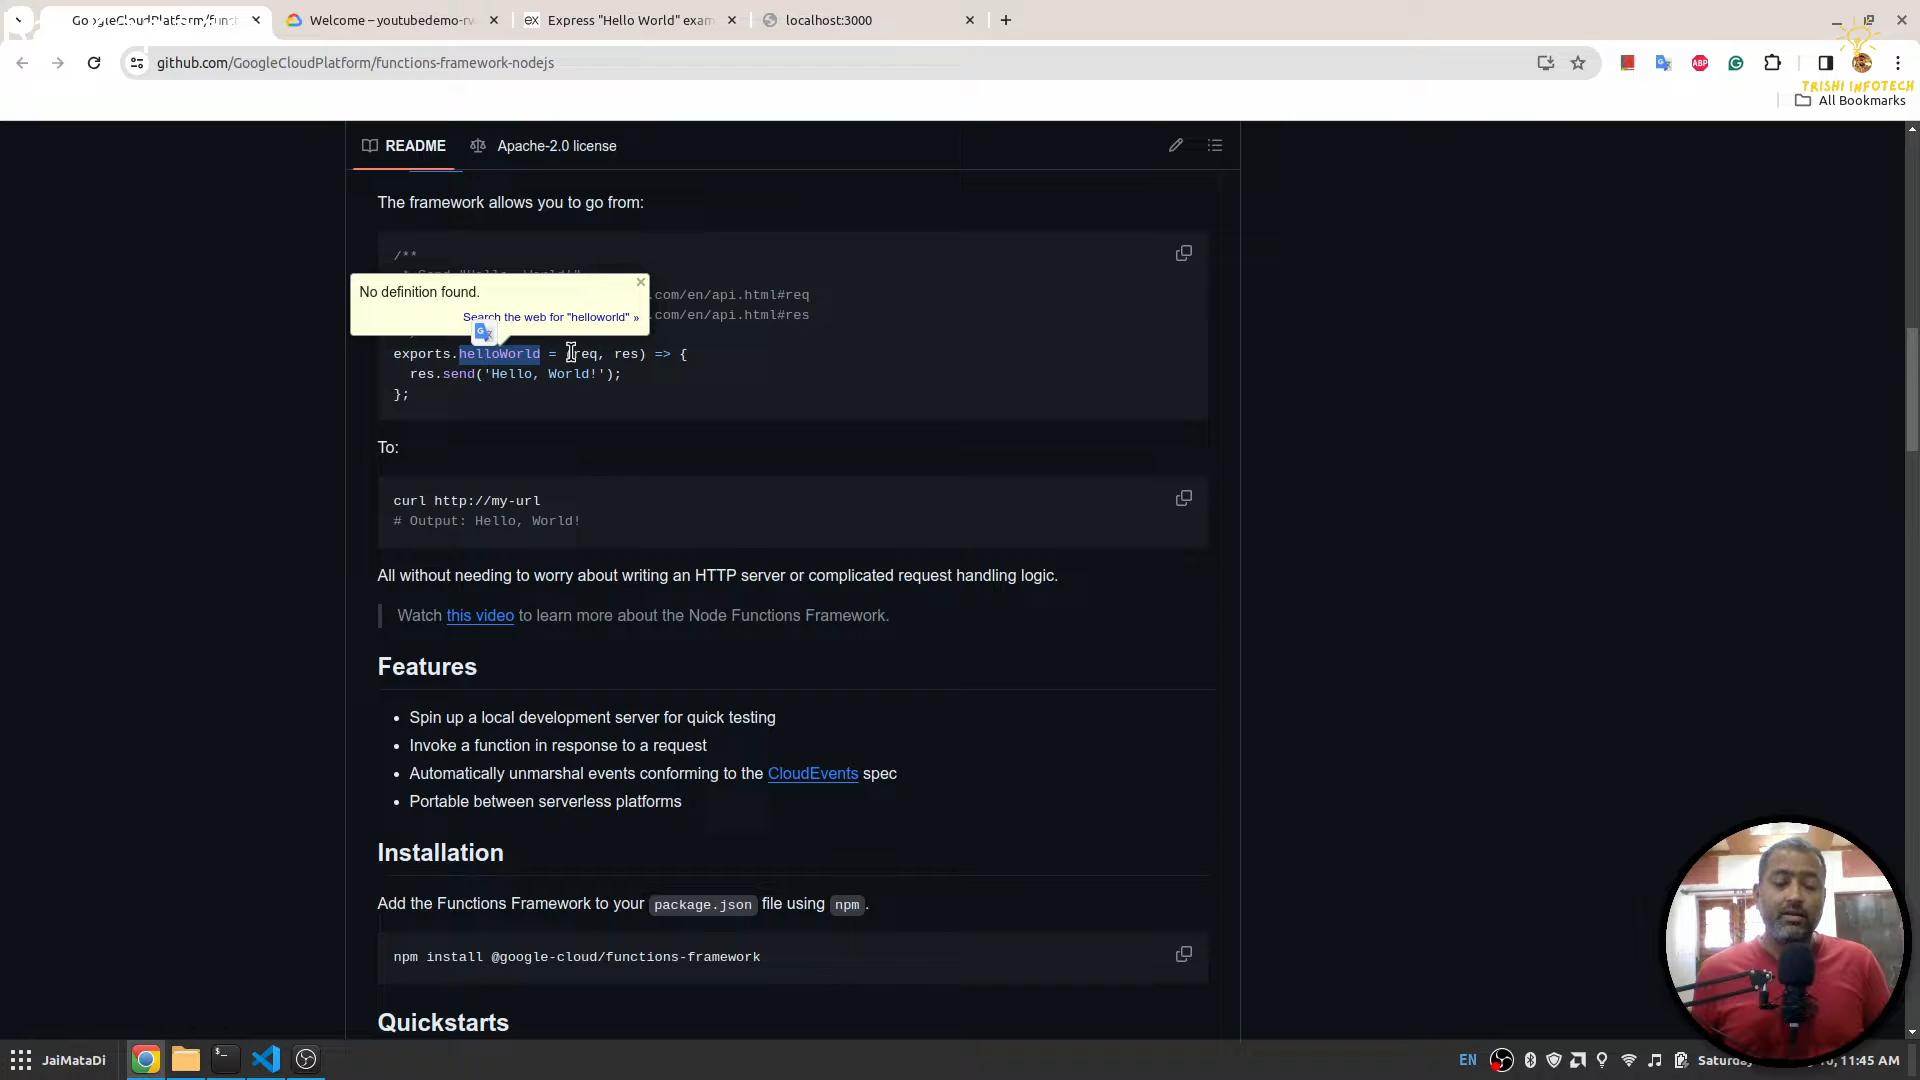 GoogleCloudPlatform/funct
Welcome – youtubedemo-rw
Express "Hello World" exam
localhost:3000
github.com/GoogleCloudPlatform/functions-framework-nodejs
TRISHI INFOTECH
All Bookmarks
README
Apache-2.0 license
The framework allows you to go from:
/**
No definition found.
.com/en/api.html#req
Search the web for "helloworld" »
.com/en/api.html#res
exports.helloWorld = (req, res) => {
res.send('Hello, World!');
};
To:
curl http://my-url
# Output: Hello, World!
All without needing to worry about writing an HTTP server or complicated request handling logic.
Watch this video to learn more about the Node Functions Framework.
Features
Spin up a local development server for quick testing
Invoke a function in response to a request
Automatically unmarshal events conforming to the CloudEvents spec
Portable between serverless platforms
Installation
Add the Functions Framework to your package.json file using npm.
npm install @google-cloud/functions-framework
Quickstarts
JaiMataDi
EN
11:45 AM